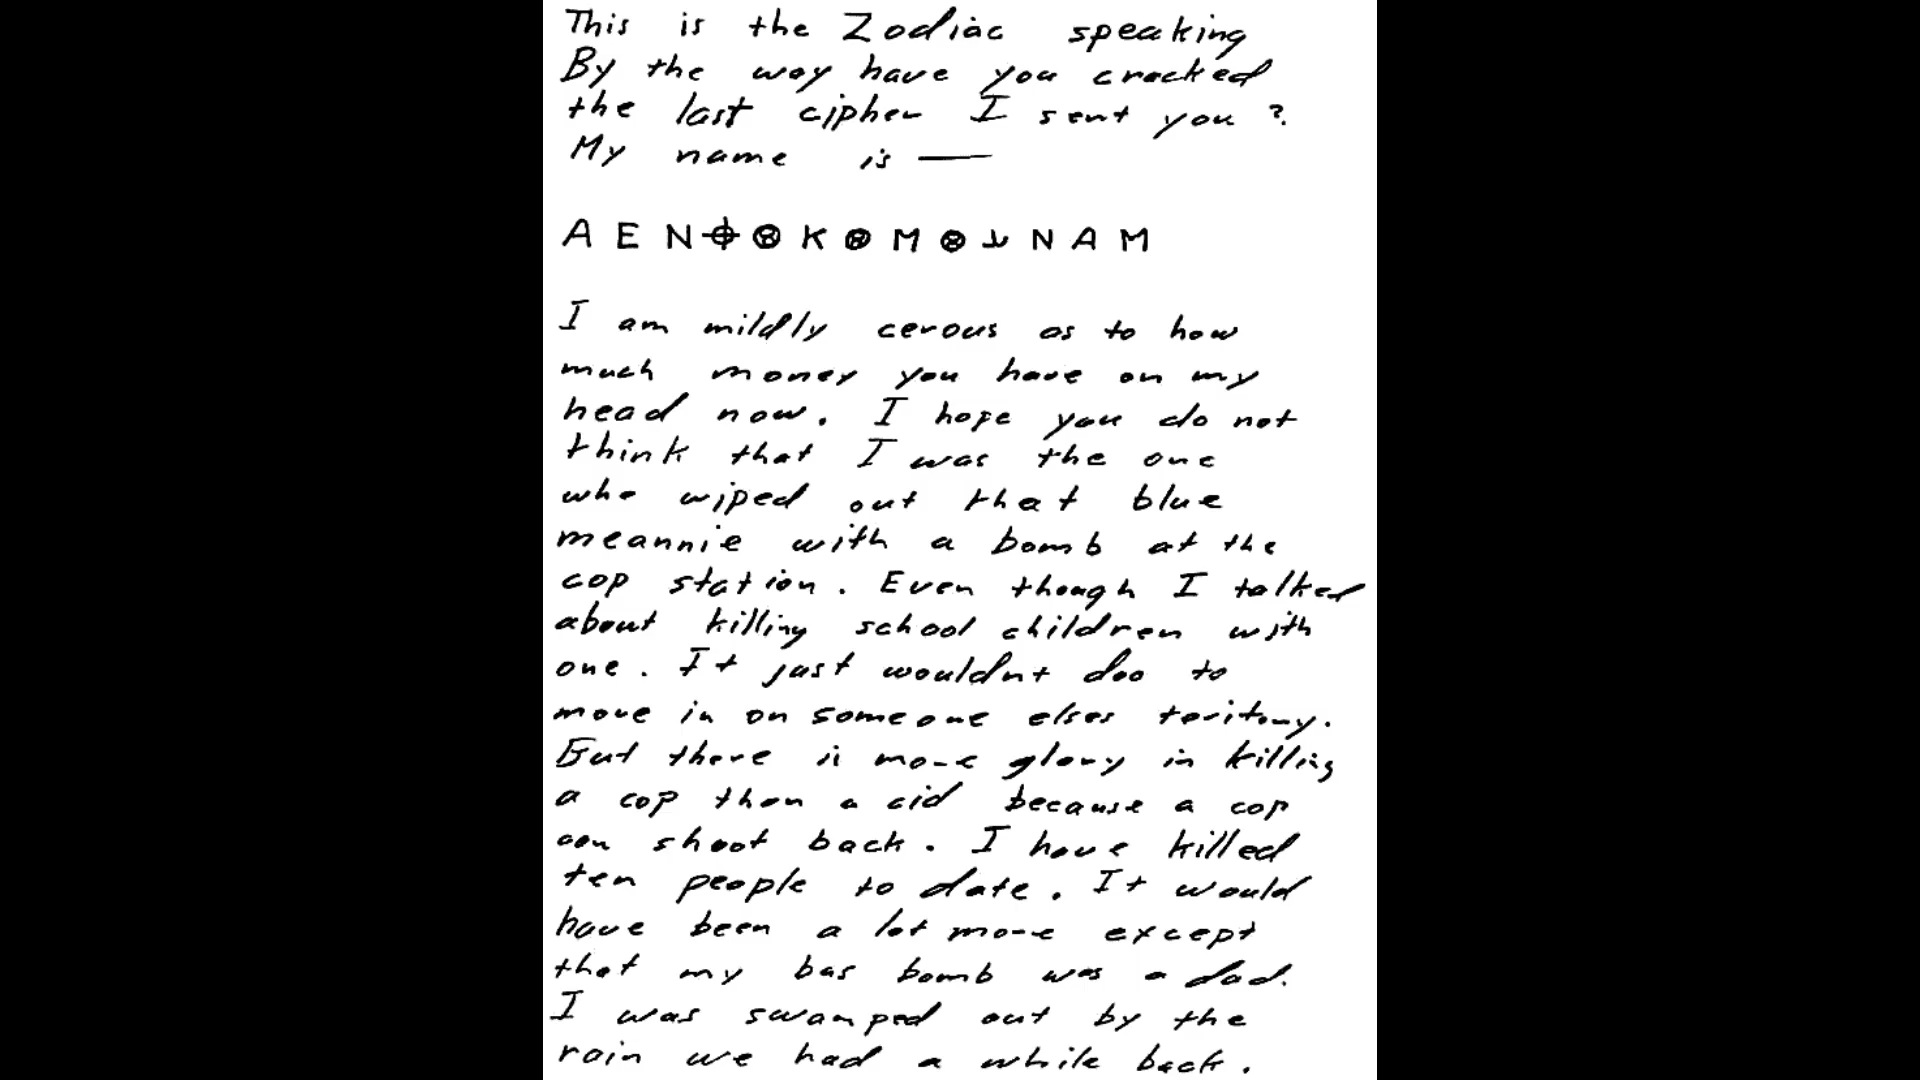 This is the Zodiac speaking
By the way have you cracked
the last cipher I sent you ?
My name is —
A E N ⌖ ⊗ K ⊗ M ⊗ N A M
I am mildly cerous as to how
much money you have on my
head now. I hope you do not
think that I was the one
who wiped out that blue
meannie with a bomb at the
cop station. Even though I talked
about killing school children with
one. It just wouldnt doo to
move in on someone elses teritory.
But there is more glory in killing
a cop than a cid because a cop
can shoot back. I have killed
ten people to date. It would
have been a lot more except
that my bus bomb was a dud.
I was swamped out by the
rain we had a while back.